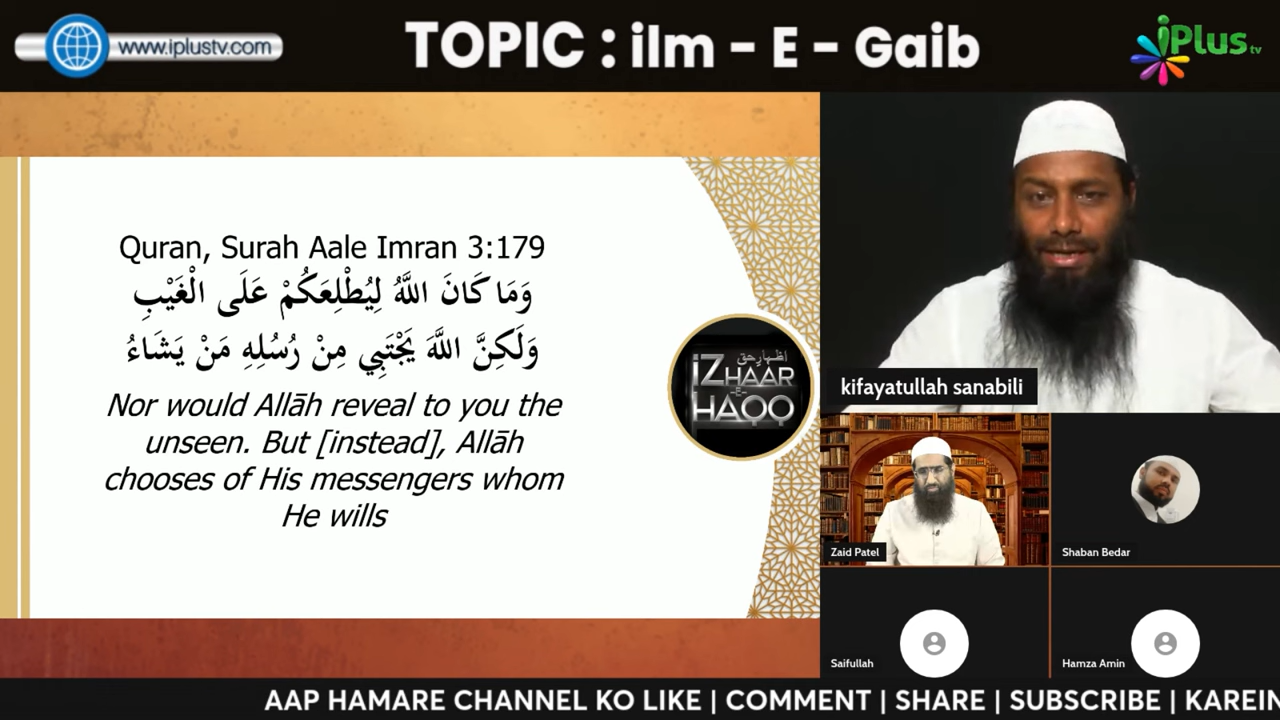 www.iplustv.com
TOPIC : ilm - E - Gaib
iPlus tv
Quran, Surah Aale Imran 3:179
وَمَا كَانَ اللَّهُ لِيُطْلِعَكُمْ عَلَى الْغَيْبِ
وَلَكِنَّ اللَّهَ يَجْتَبِي مِنْ رُسُلِهِ مَنْ يَشَاءُ
Nor would Allāh reveal to you the
unseen. But [instead], Allāh
chooses of His messengers whom
He wills
اظہارِ حق
iZHAAR
-E-
HAQQ
kifayatullah sanabili
Zaid Patel
Shaban Bedar
Saifullah
Hamza Amin
AAP HAMARE CHANNEL KO LIKE | COMMENT | SHARE | SUBSCRIBE | KAREIN